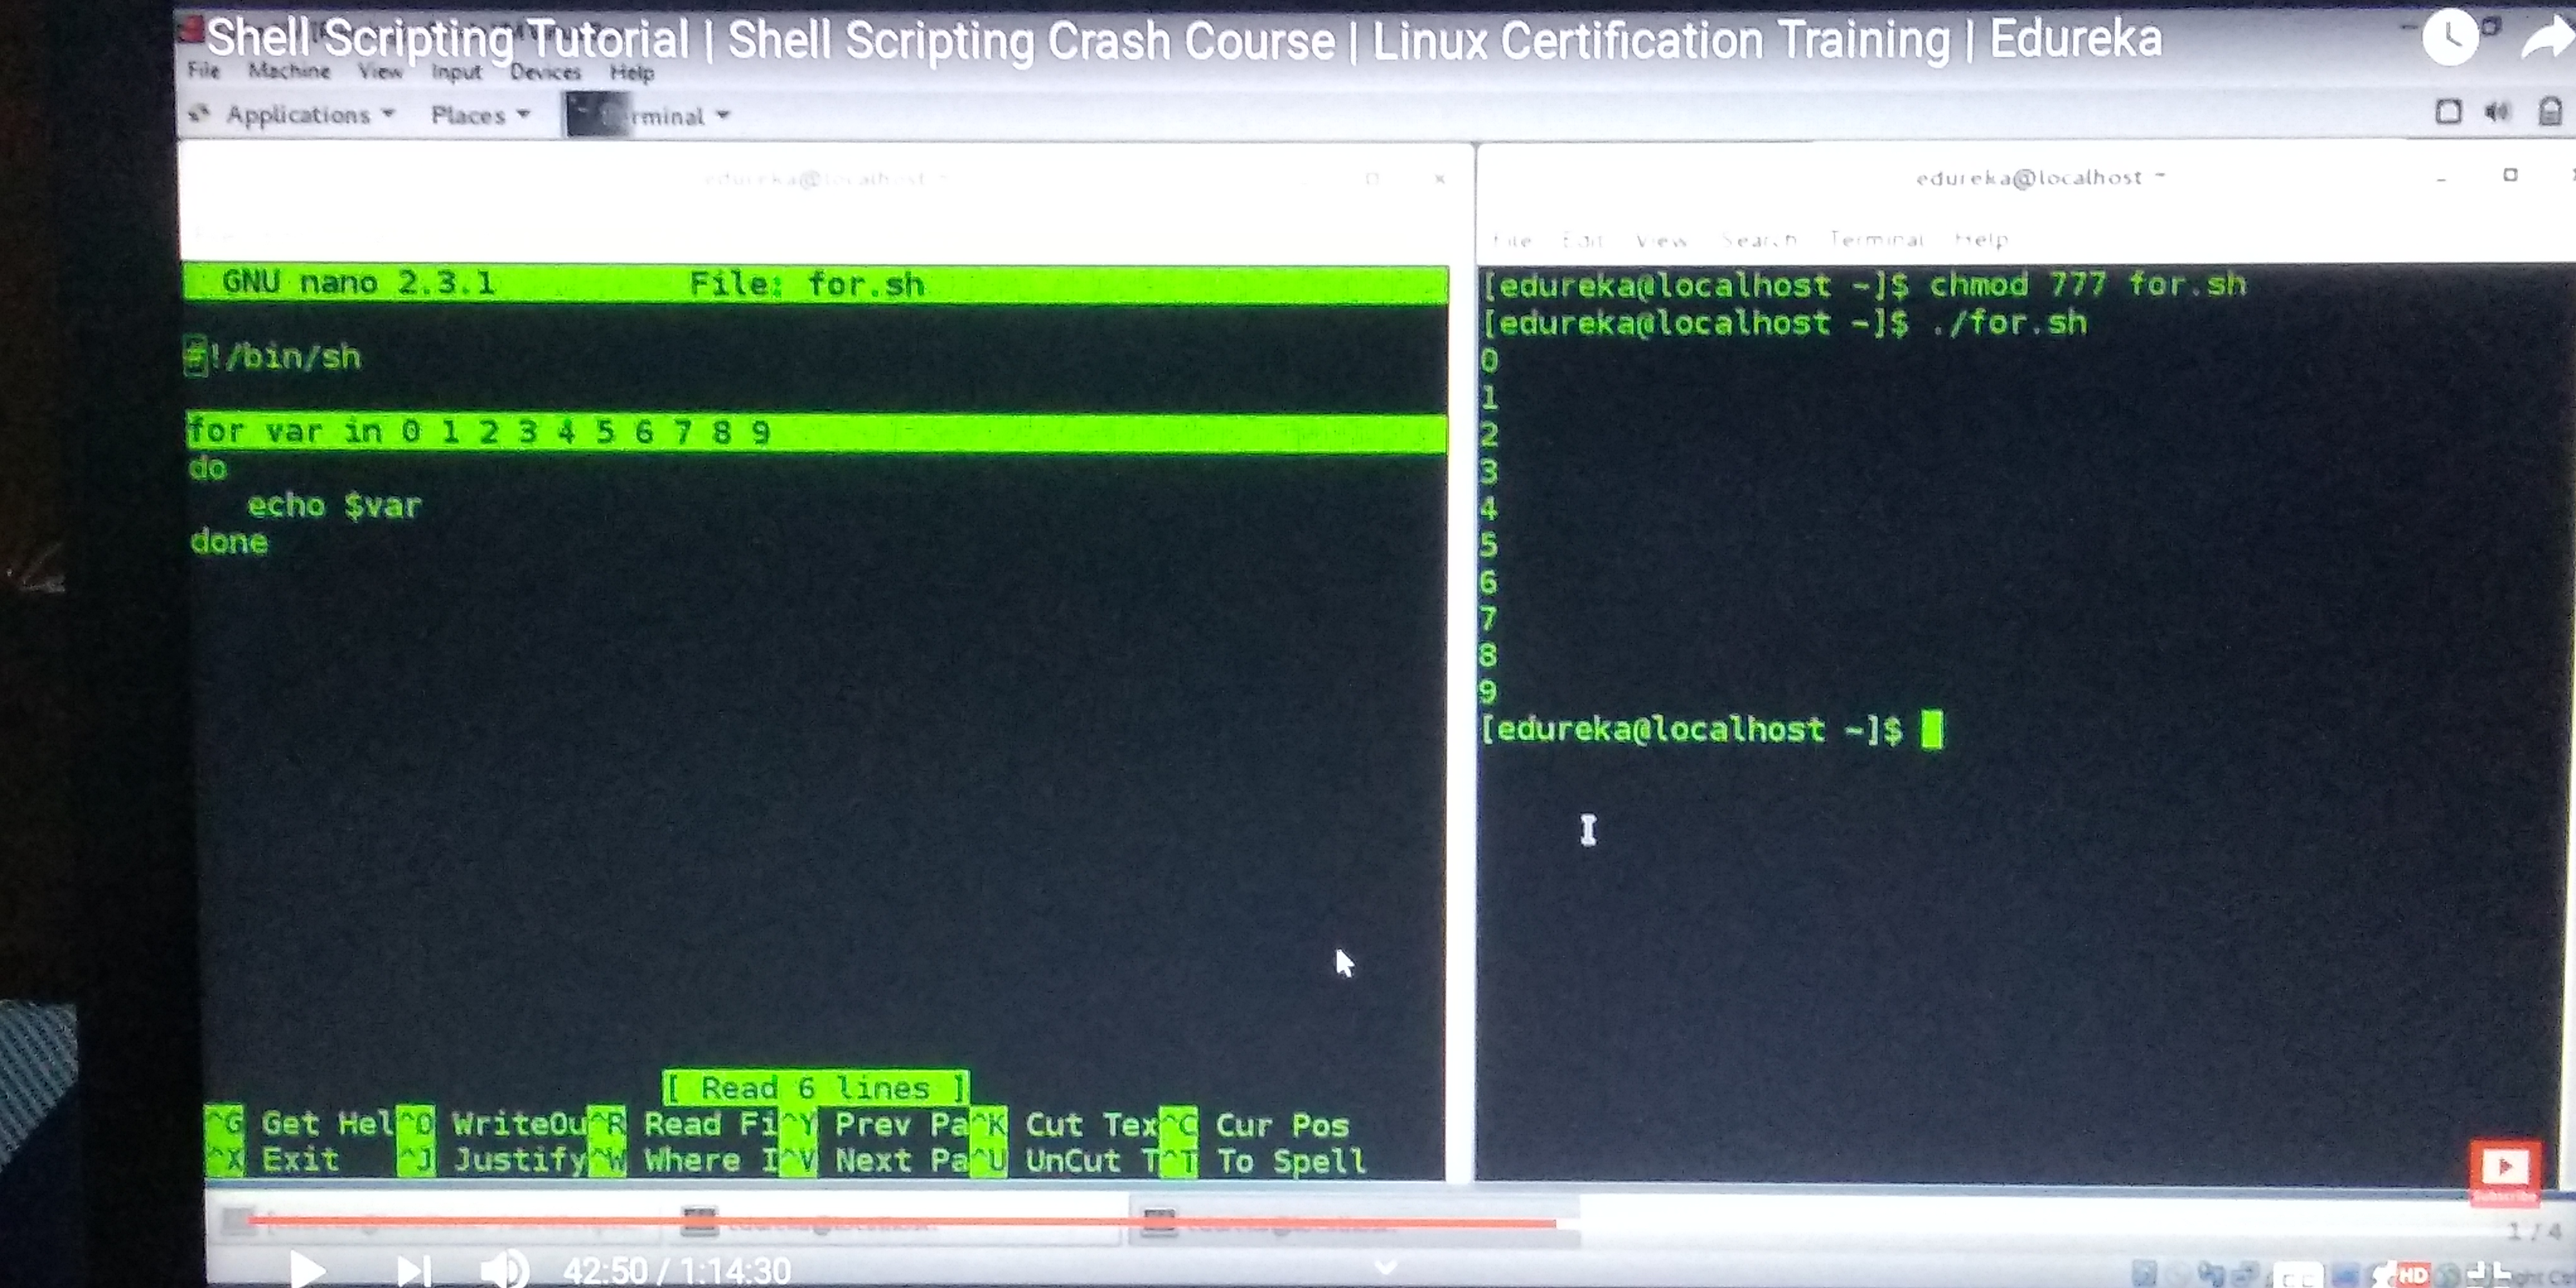 Shell Scripting Tutorial | Shell Scripting Crash Course | Linux Certification Training | Edureka
File Machine View Input Devices Help
Applications Places rminal
edureka@localhost ~
edureka@localhost ~
File Edit View Search Terminal Help
GNU nano 2.3.1 File: for.sh
#!/bin/sh
for var in 0 1 2 3 4 5 6 7 8 9
do
echo $var
done
[ Read 6 lines ]
^G Get Hel^O WriteOu^R Read Fi^Y Prev Pa^K Cut Tex^C Cur Pos
^X Exit ^J Justify^W Where I^V Next Pa^U UnCut T^T To Spell
[edureka@localhost ~]$ chmod 777 for.sh
[edureka@localhost ~]$ ./for.sh
0
1
2
3
4
5
6
7
8
9
[edureka@localhost ~]$
Subscribe
1 / 4
42:50 / 1:14:30
HD